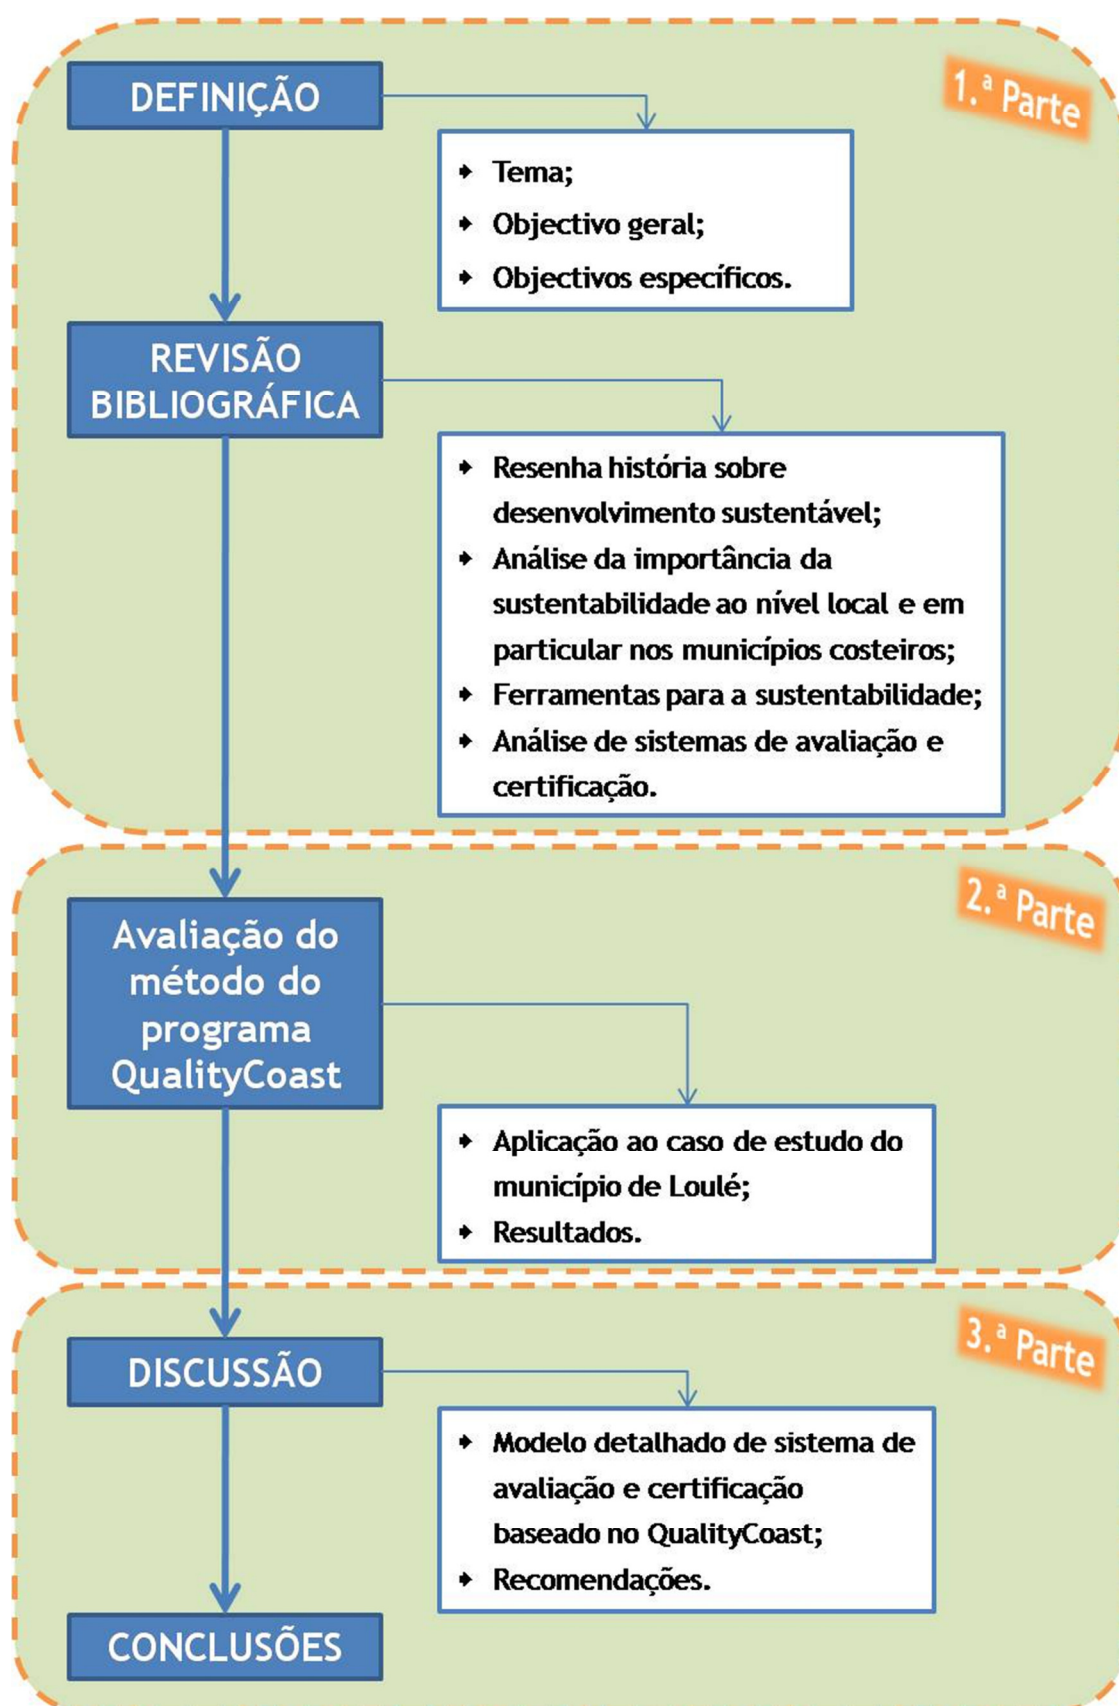 1.ª Parte
DEFINIÇÃO
➧ Tema;
➧ Objectivo geral;
➧ Objectivos específicos.
REVISÃO
BIBLIOGRÁFICA
➧ Resenha história sobre
desenvolvimento sustentável;
➧ Análise da importância da
sustentabilidade ao nível local e em
particular nos municípios costeiros;
➧ Ferramentas para a sustentabilidade;
➧ Análise de sistemas de avaliação e
certificação.
2.ª Parte
Avaliação do
método do
programa
QualityCoast
➧ Aplicação ao caso de estudo do
município de Loulé;
➧ Resultados.
3.ª Parte
DISCUSSÃO
➧ Modelo detalhado de sistema de
avaliação e certificação
baseado no QualityCoast;
➧ Recomendações.
CONCLUSÕES